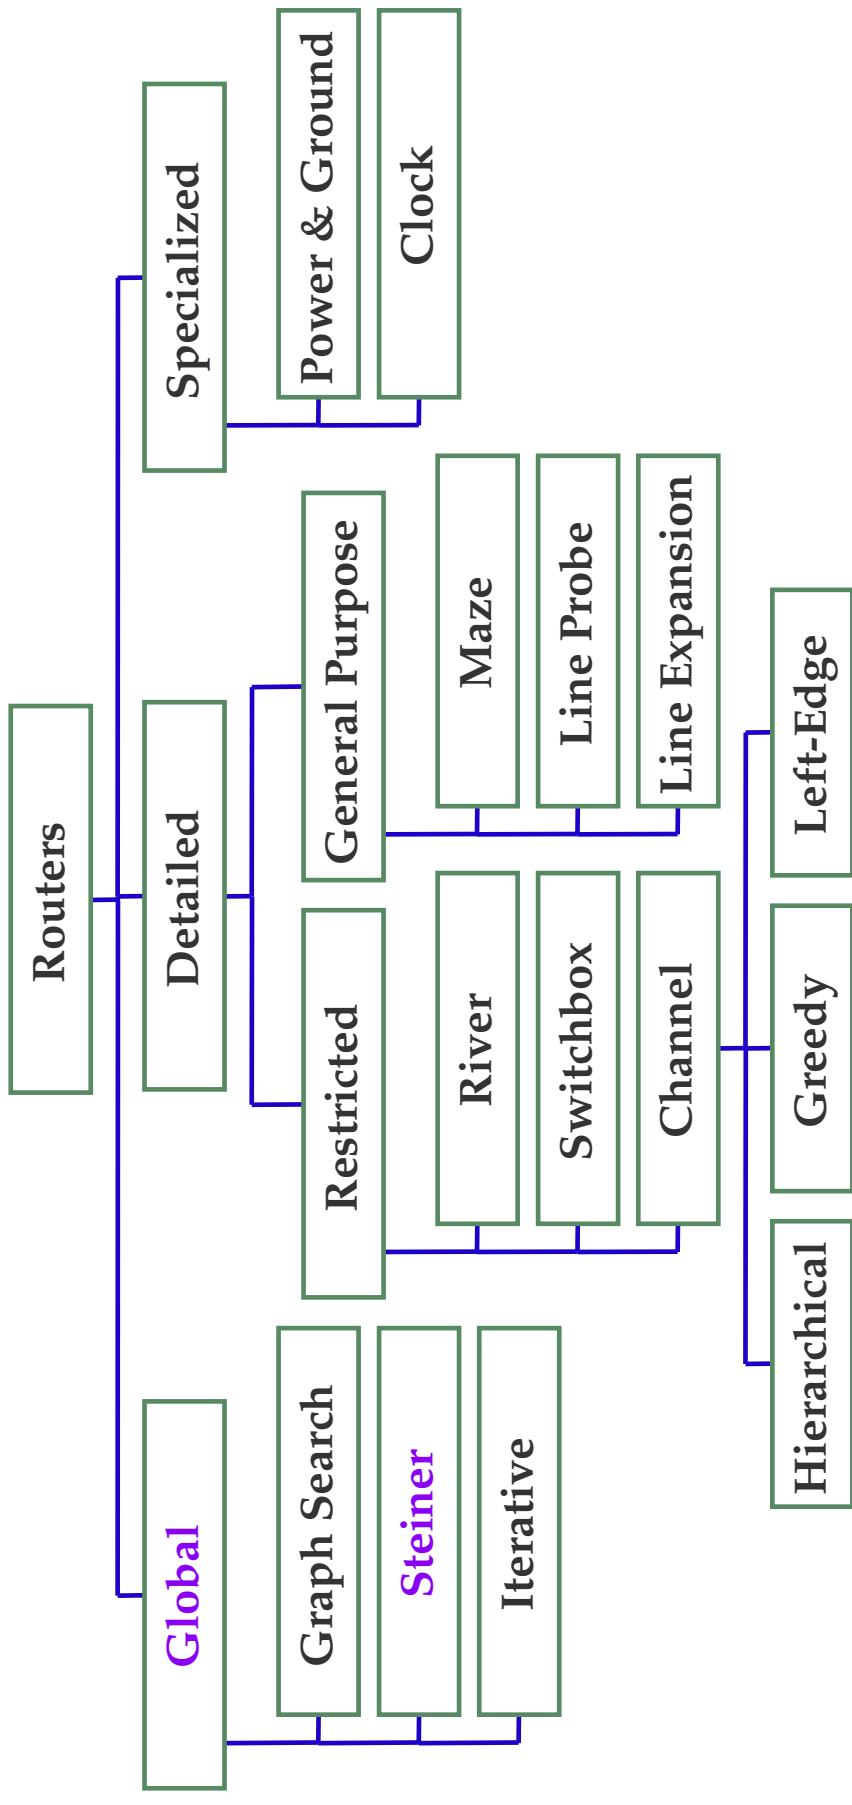 Routers
Global
Detailed
Specialized
Graph Search
Steiner
Iterative
Restricted
General Purpose
Power & Ground
Clock
River
Switchbox
Channel
Maze
Line Probe
Line Expansion
Hierarchical
Greedy
Left-Edge